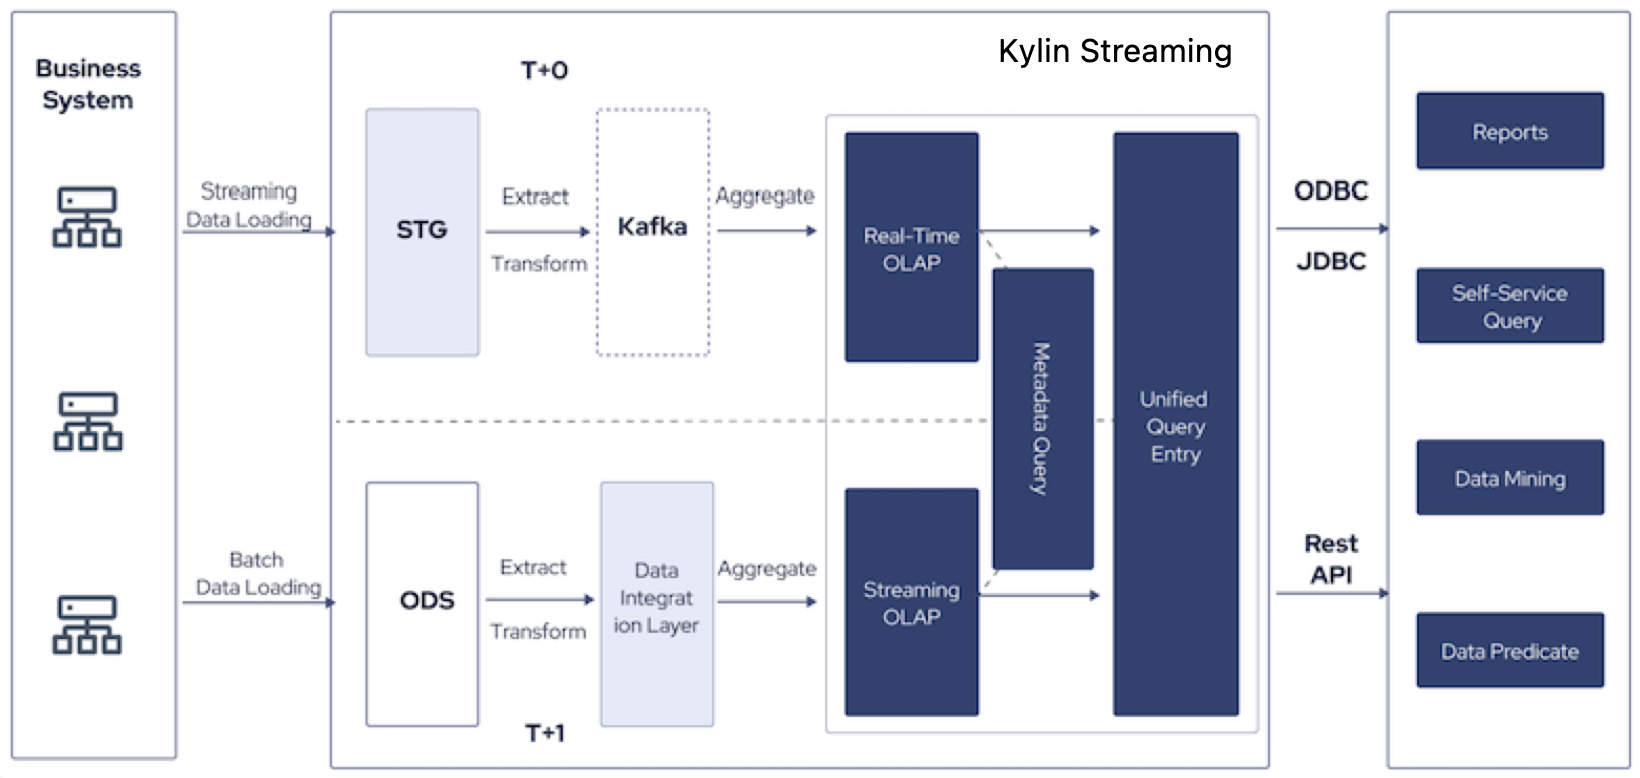 Business
System
Streaming
Data Loading
Batch
Data Loading
Kylin Streaming
T+0
STG
Extract
Transform
Kafka
Aggregate
Real-Time
OLAP
Metadata Query
Unified
Query
Entry
ODS
Extract
Transform
Data
Integrat
ion Layer
Aggregate
Streaming
OLAP
T+1
ODBC
JDBC
Rest
API
Reports
Self-Service
Query
Data Mining
Data Predicate